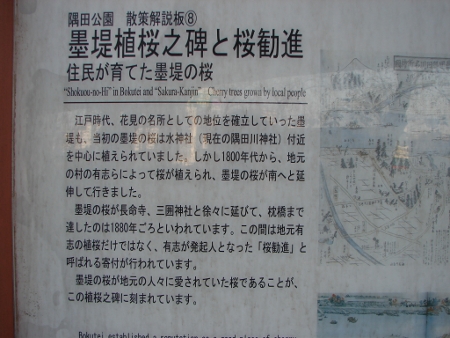 隅田公園　散策解説板⑧
墨堤植桜之碑と桜勧進
住民が育てた墨堤の桜
"Shokuou-no-Hi" in Bokutei and "Sakura-Kanjin"　Cherry trees grown by local people
江戸時代、花見の名所としての地位を確立していった墨
堤も、当初の墨堤の桜は水神社（現在の隅田川神社）付近
を中心に植えられていました。しかし1800年代から、地元
の村の有志らによって桜が植えられ、墨堤の桜が南へと延
伸して行きました。
墨堤の桜が長命寺、三囲神社と徐々に延びて、枕橋まで
達したのは1880年ごろといわれています。この間は地元有
志の植桜だけではなく、有志が発起人となった「桜勧進」と
呼ばれる寄付が行われています。
墨堤の桜が地元の人々に愛されていた桜であることが、
この植桜之碑に刻まれています。
Bokutei established a reputation as a good place of cherry